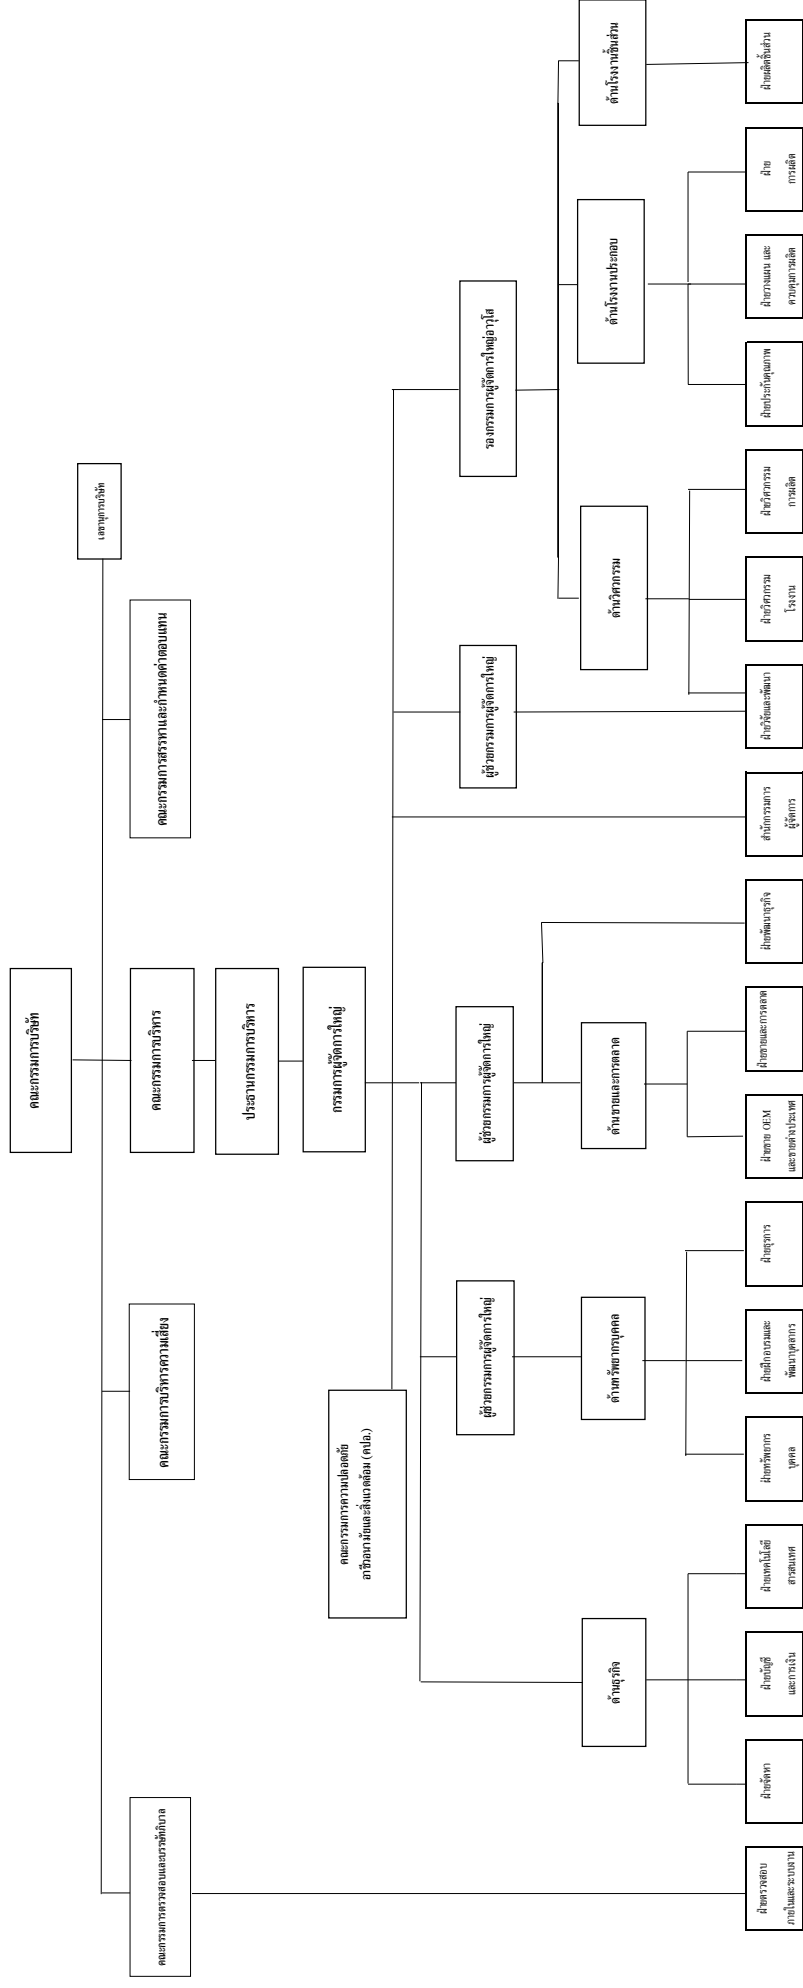 คณะกรรมการบริษัท
เลขานุการบริษัท
คณะกรรมการตรวจสอบและบรรษัทภิบาล
คณะกรรมการบริหารความเสี่ยง
คณะกรรมการบริหาร
คณะกรรมการสรรหาและกำหนดค่าตอบแทน
ประธานกรรมการบริหาร
กรรมการผู้จัดการใหญ่
คณะกรรมการความปลอดภัย
อาชีวอนามัยและสิ่งแวดล้อม (คปอ.)
ผู้ช่วยกรรมการผู้จัดการใหญ่
ผู้ช่วยกรรมการผู้จัดการใหญ่
ผู้ช่วยกรรมการผู้จัดการใหญ่
รองกรรมการผู้จัดการใหญ่อาวุโส
ด้านธุรกิจ
ด้านทรัพยากรบุคคล
ด้านขายและการตลาด
ด้านวิศวกรรม
ด้านโรงงานประกอบ
ด้านโรงงานชิ้นส่วน
ฝ่ายตรวจสอบ
ภายในและระบบงาน
ฝ่ายจัดหา
ฝ่ายบัญชี
และการเงิน
ฝ่ายเทคโนโลยี
สารสนเทศ
ฝ่ายทรัพยากร
บุคคล
ฝ่ายฝึกอบรมและ
พัฒนาบุคลากร
ฝ่ายธุรการ
ฝ่ายขาย OEM
และขายต่างประเทศ
ฝ่ายขายและการตลาด
ฝ่ายพัฒนาธุรกิจ
สำนักกรรมการ
ผู้จัดการ
ฝ่ายวิจัยและพัฒนา
ฝ่ายวิศวกรรม
โรงงาน
ฝ่ายวิศวกรรม
การผลิต
ฝ่ายประกันคุณภาพ
ฝ่ายวางแผน และ
ควบคุมการผลิต
ฝ่าย
การผลิต
ฝ่ายผลิตชิ้นส่วน